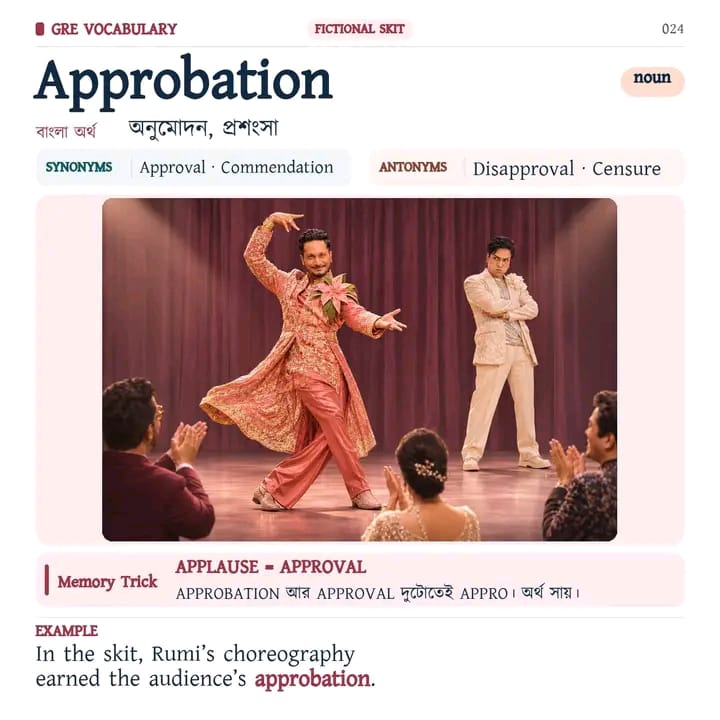 GRE VOCABULARY
FICTIONAL SKIT
024
Approbation
noun
বাংলা অর্থ অনুমোদন, প্রশংসা
SYNONYMS Approval · Commendation
ANTONYMS Disapproval · Censure
Memory Trick
APPLAUSE = APPROVAL
APPROBATION আর APPROVAL দুটোতেই APPRO। অর্থ সায়।
EXAMPLE
In the skit, Rumi’s choreography
earned the audience’s approbation.